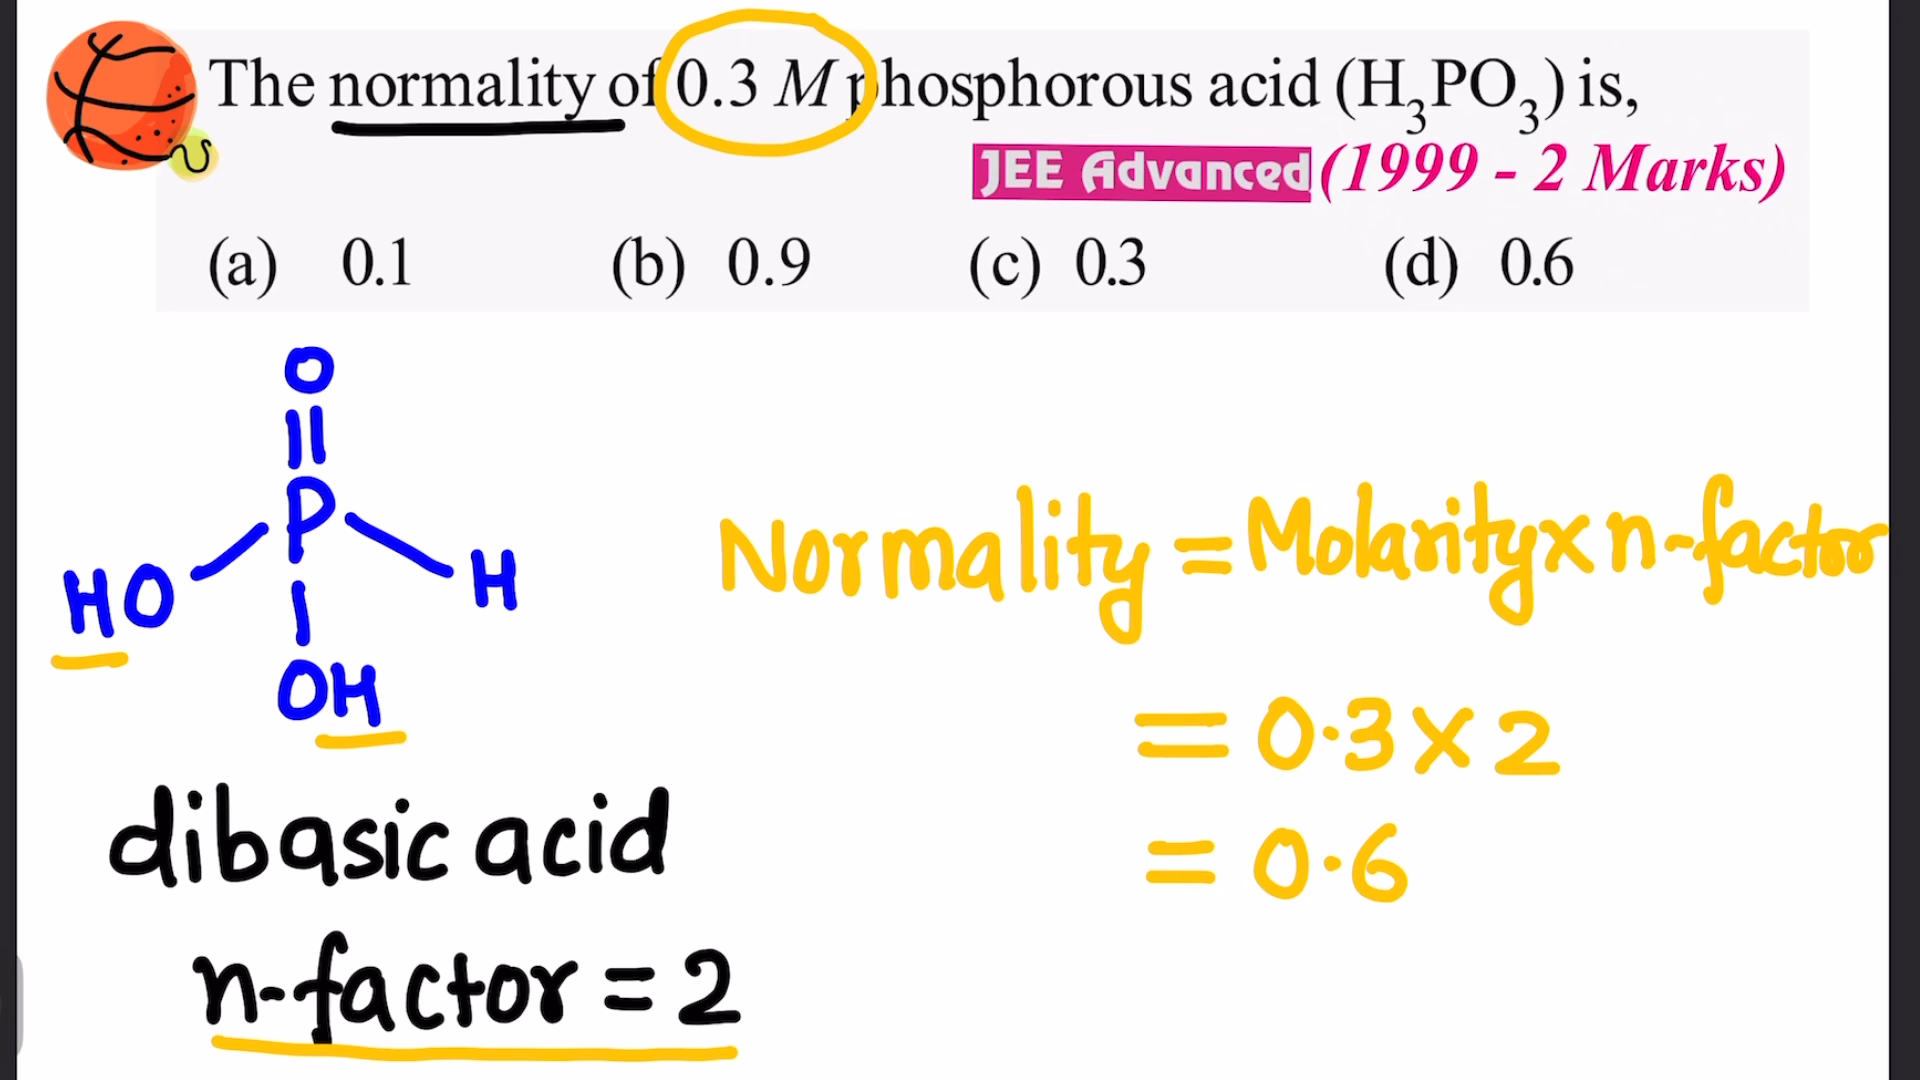 The normality of 0.3 M phosphorous acid (H₃PO₃) is,
JEE Advanced (1999 - 2 Marks)
(a) 0.1 (b) 0.9 (c) 0.3 (d) 0.6
O
P
HO
H
OH
dibasic acid
n-factor = 2
Normality = Molarity x n-factor
= 0.3 x 2
= 0.6